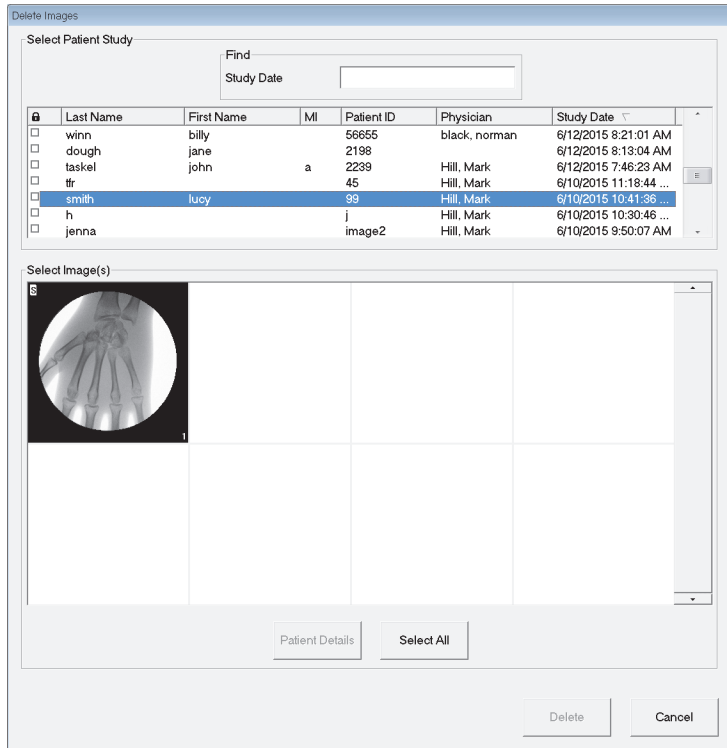 Delete Images
Select Patient Study
Find
Study Date
Last Name First Name MI Patient ID Physician Study Date
winn billy 56655 black, norman 6/12/2015 8:21:01 AM
dough jane 2198 6/12/2015 8:13:04 AM
taskel john a 2239 Hill, Mark 6/12/2015 7:46:23 AM
tfr 45 Hill, Mark 6/10/2015 11:18:44 ...
smith lucy 99 Hill, Mark 6/10/2015 10:41:36 ...
h j Hill, Mark 6/10/2015 10:30:46 ...
jenna image2 Hill, Mark 6/10/2015 9:50:07 AM
Select Image(s)
S
1
Patient Details Select All
Delete Cancel